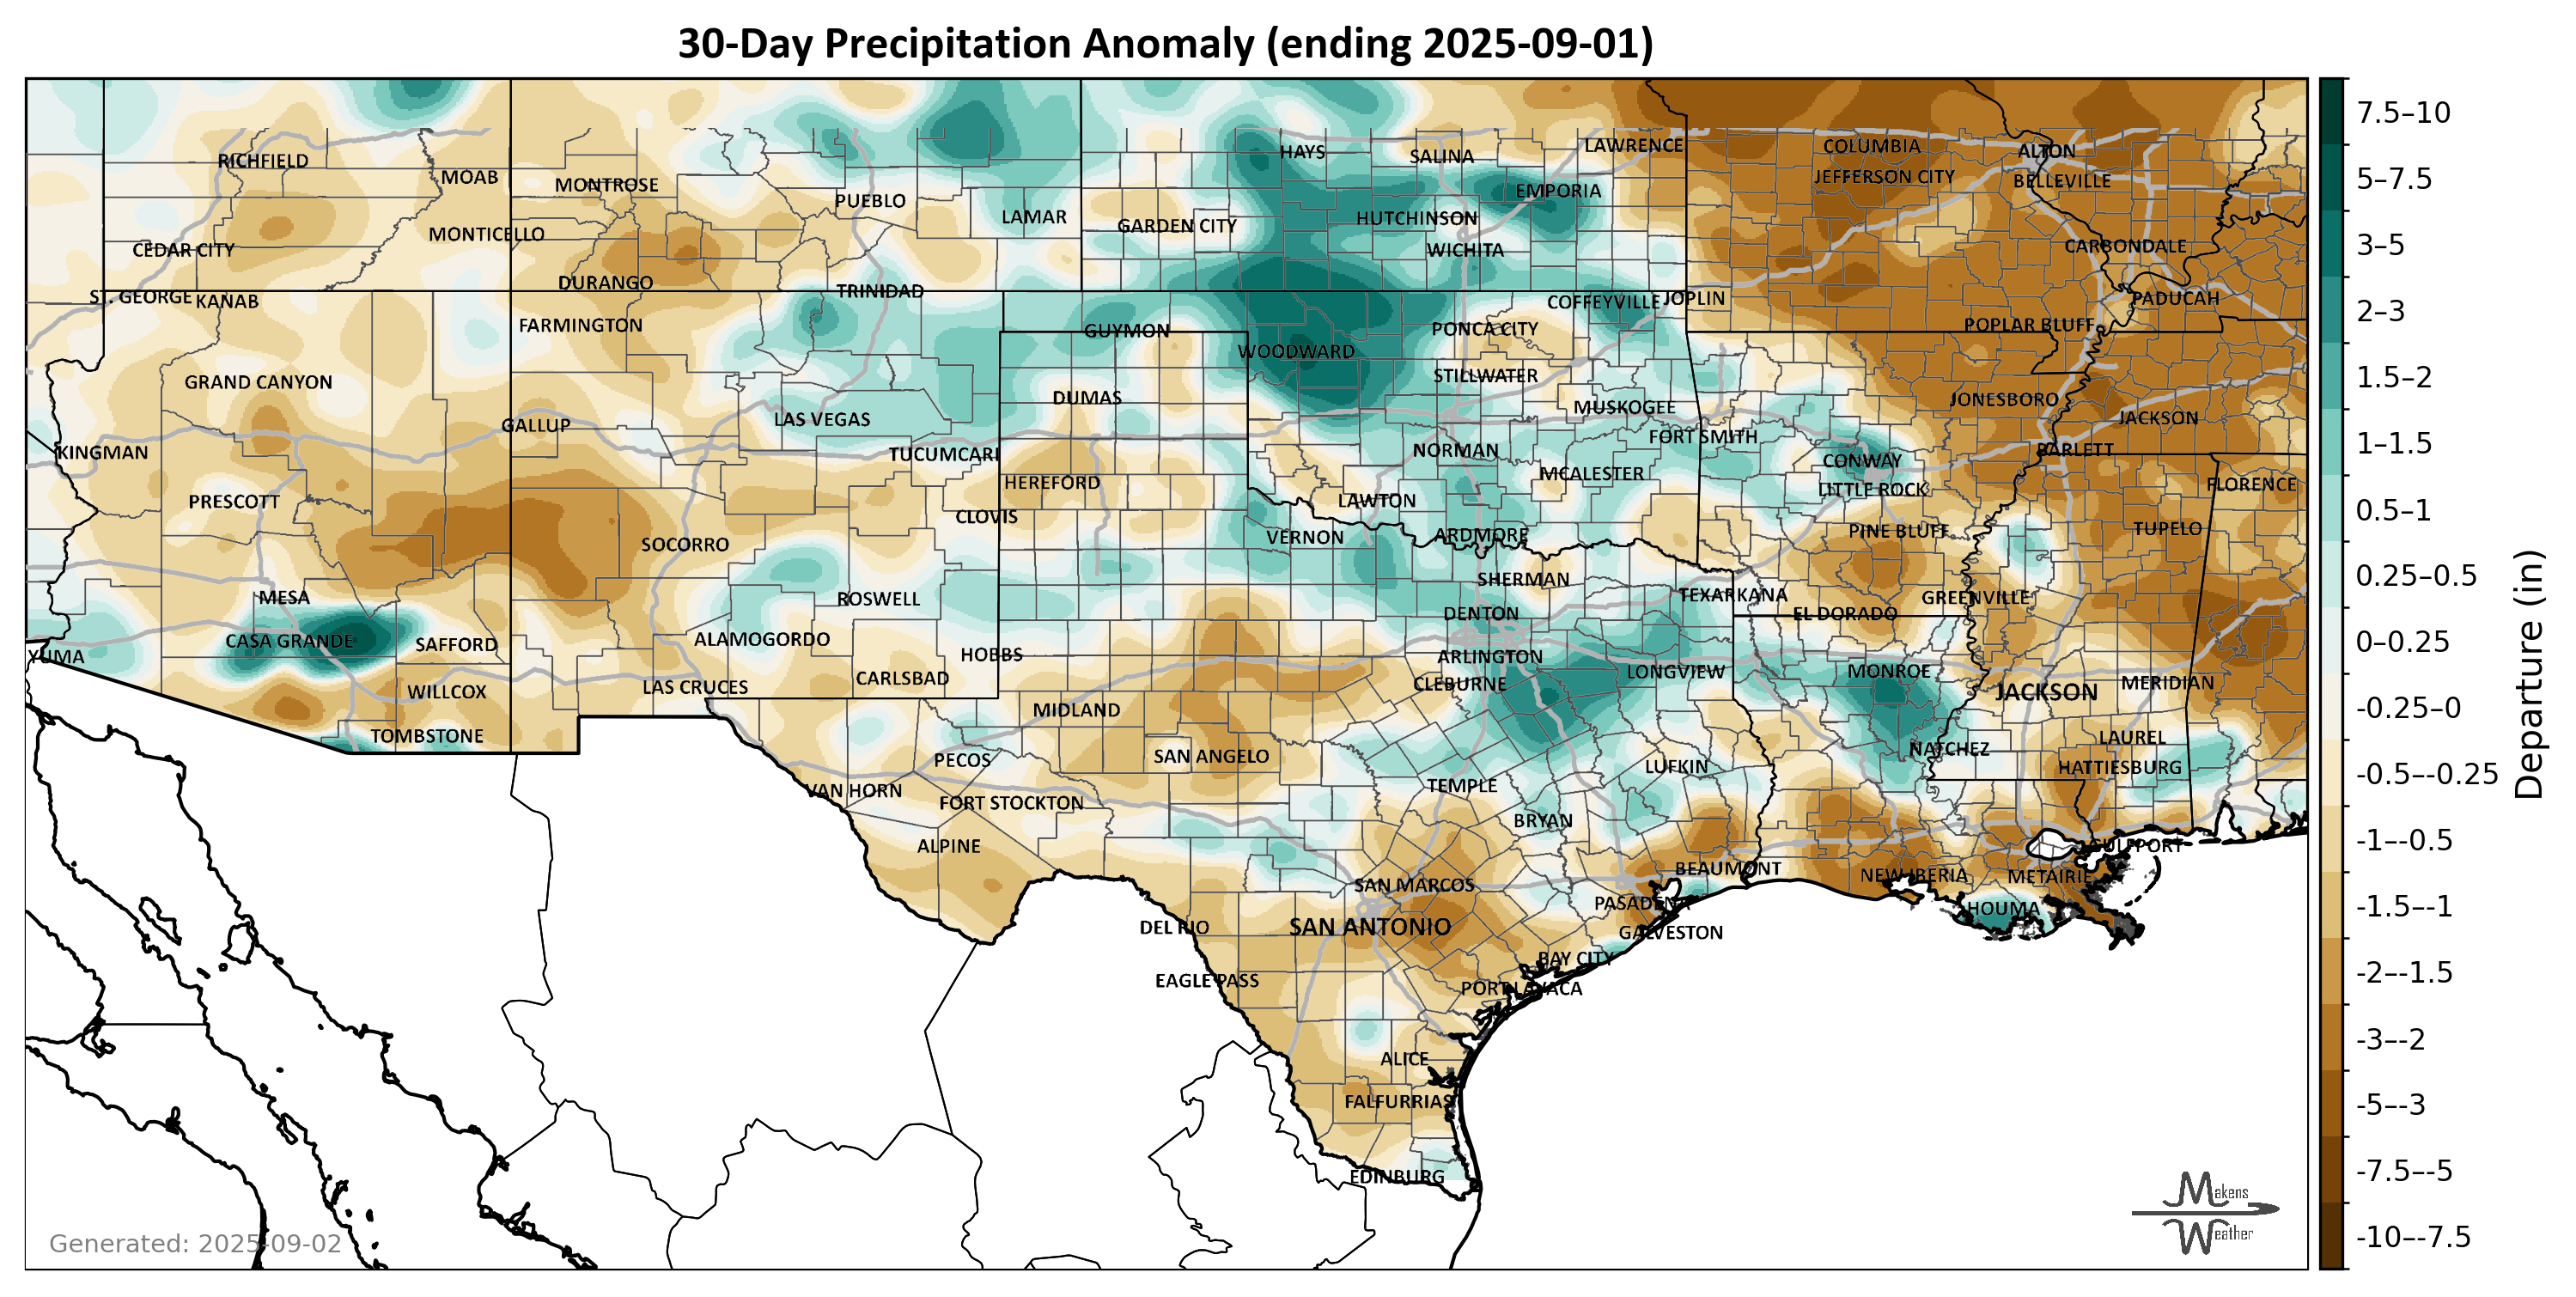 30-Day Precipitation Anomaly (ending 2025-09-01)
RICHFIELD
MOAB
MONTROSE
PUEBLO
LAMAR
HAYS
SALINA
LAWRENCE
EMPORIA
COLUMBIA
JEFFERSON CITY
ALTON
BELLEVILLE
GARDEN CITY
HUTCHINSON
WICHITA
CARBONDALE
CEDAR CITY
MONTICELLO
DURANGO
TRINIDAD
ST. GEORGE
KANAB
FARMINGTON
GUYMON
WOODWARD
PONCA CITY
COFFEYVILLE
JOPLIN
PADUCAH
POPLAR BLUFF
GRAND CANYON
DUMAS
STILLWATER
MUSKOGEE
JONESBORO
JACKSON
GALLUP
LAS VEGAS
KINGMAN
TUCUMCARI
NORMAN
FORT SMITH
BARLETT
CONWAY
PRESCOTT
HEREFORD
LAWTON
MCALESTER
LITTLE ROCK
FLORENCE
CLOVIS
VERNON
ARDMORE
PINE BLUFF
TUPELO
SOCORRO
SHERMAN
MESA
ROSWELL
DENTON
TEXARKANA
EL DORADO
GREENVILLE
CASA GRANDE
SAFFORD
ALAMOGORDO
HOBBS
ARLINGTON
YUMA
LAS CRUCES
CARLSBAD
CLEBURNE
LONGVIEW
MONROE
JACKSON
MERIDIAN
WILLCOX
MIDLAND
TOMBSTONE
PECOS
SAN ANGELO
NATCHEZ
LAUREL
HATTIESBURG
VAN HORN
FORT STOCKTON
TEMPLE
LUFKIN
ALPINE
BRYAN
GULFPORT
SAN MARCOS
BEAUMONT
NEW IBERIA
METAIRIE
DEL RIO
SAN ANTONIO
PASADENA
GALVESTON
HOUMA
EAGLE PASS
BAY CITY
PORT LAVACA
ALICE
FALFURRIAS
EDINBURG
Generated: 2025-09-02
Makens
Weather
7.5–10
5–7.5
3–5
2–3
1.5–2
1–1.5
0.5–1
0.25–0.5
0–0.25
-0.25–0
-0.5–-0.25
-1–-0.5
-1.5–-1
-2–-1.5
-3–-2
-5–-3
-7.5–-5
-10–-7.5
Departure (in)